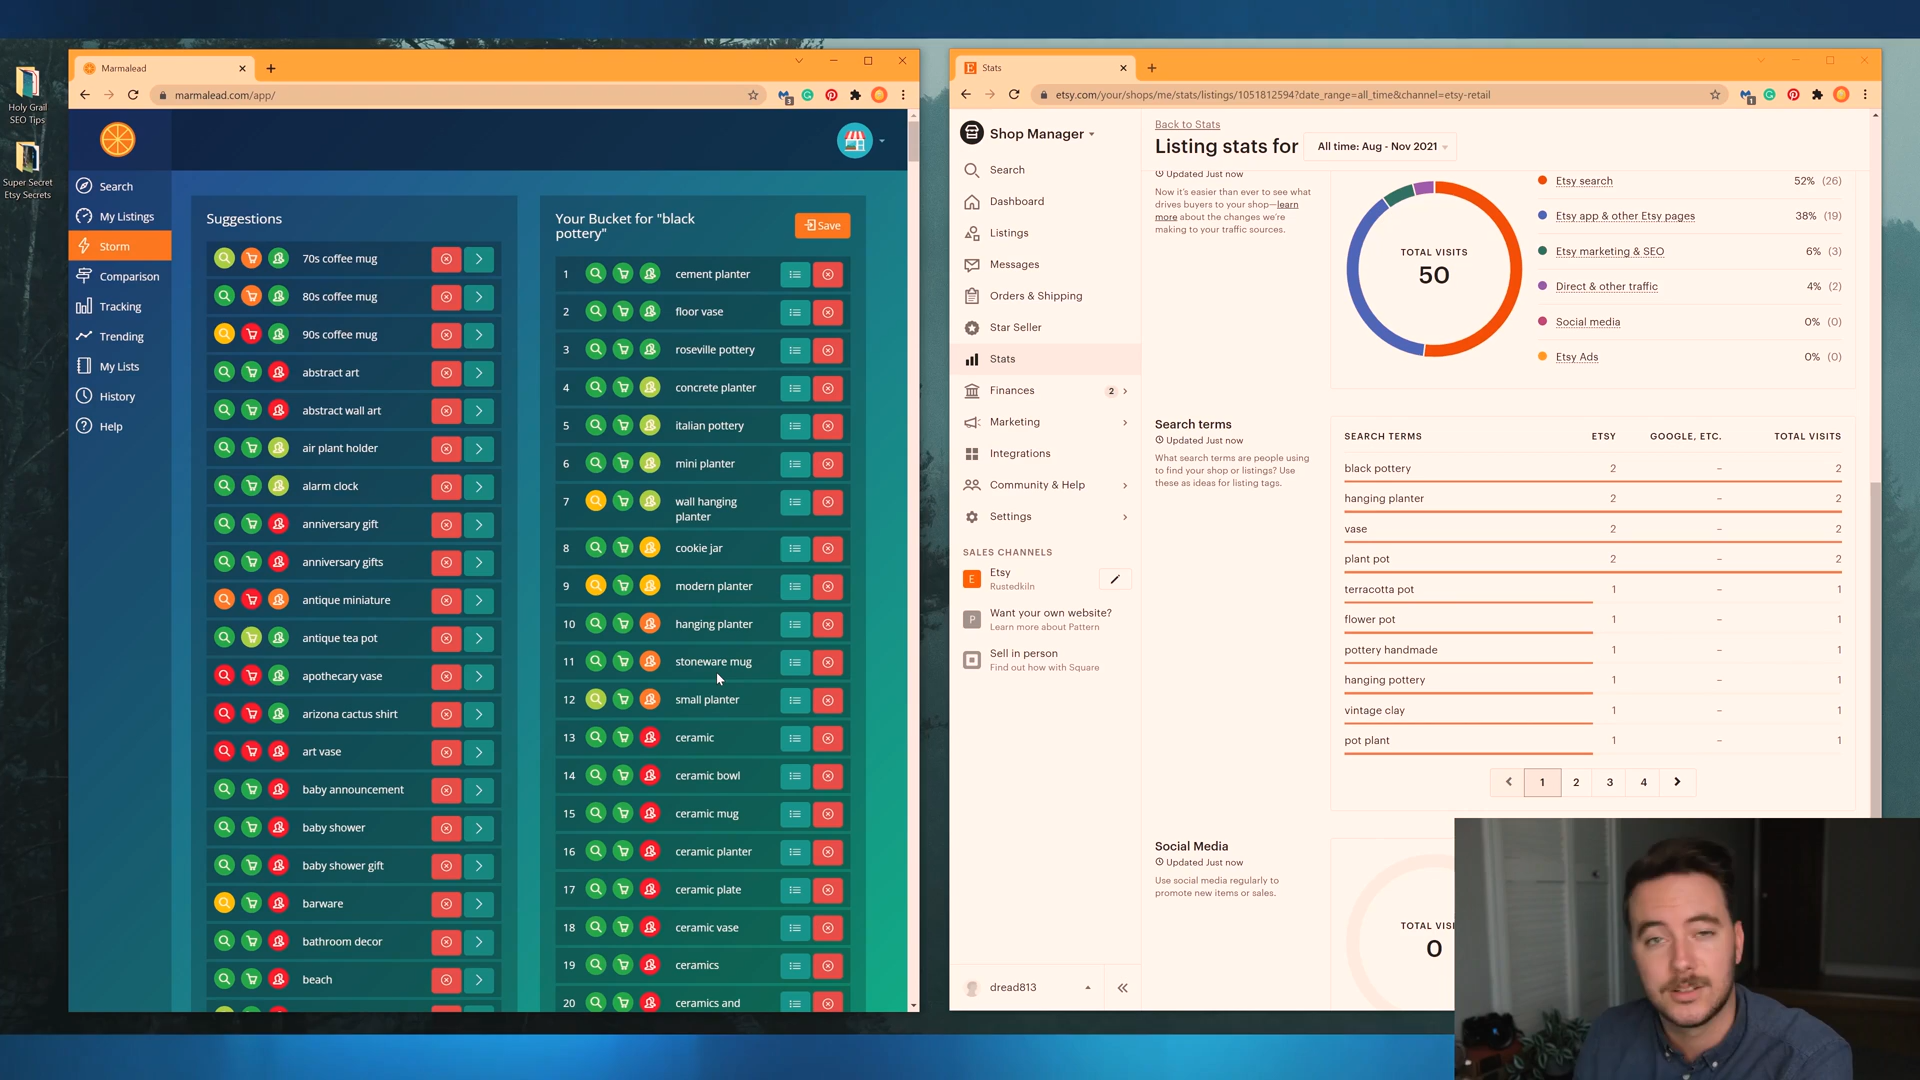 Holy Grail
SEO Tips
Super Secret
Etsy Secrets
Marmalead
marmalead.com/app/
3
Search
My Listings
Storm
Comparison
Tracking
Trending
My Lists
History
Help
Suggestions
70s coffee mug
80s coffee mug
90s coffee mug
abstract art
abstract wall art
air plant holder
alarm clock
anniversary gift
anniversary gifts
antique miniature
antique tea pot
apothecary vase
arizona cactus shirt
art vase
baby announcement
baby shower
baby shower gift
barware
bathroom decor
beach
Your Bucket for "black
pottery"
Save
1 cement planter
2 floor vase
3 roseville pottery
4 concrete planter
5 italian pottery
6 mini planter
7 wall hanging
planter
8 cookie jar
9 modern planter
10 hanging planter
11 stoneware mug
12 small planter
13 ceramic
14 ceramic bowl
15 ceramic mug
16 ceramic planter
17 ceramic plate
18 ceramic vase
19 ceramics
20 ceramics and
Stats
etsy.com/your/shops/me/stats/listings/1051812594?date_range=all_time&channel=etsy-retail
1
Shop Manager
Search
Dashboard
Listings
Messages
Orders & Shipping
Star Seller
Stats
Finances 2
Marketing
Integrations
Community & Help
Settings
SALES CHANNELS
E Etsy
Rustedkiln
P Want your own website?
Learn more about Pattern
Sell in person
Find out how with Square
dread813
Back to Stats
Listing stats for
All time: Aug - Nov 2021
Updated Just now
Now it's easier than ever to see what
drives buyers to your shop—learn
more about the changes we're
making to your traffic sources.
TOTAL VISITS
50
Etsy search 52% (26)
Etsy app & other Etsy pages 38% (19)
Etsy marketing & SEO 6% (3)
Direct & other traffic 4% (2)
Social media 0% (0)
Etsy Ads 0% (0)
Search terms
Updated Just now
What search terms are people using
to find your shop or listings? Use
these as ideas for listing tags.
SEARCH TERMS ETSY GOOGLE, ETC. TOTAL VISITS
black pottery 2 – 2
hanging planter 2 – 2
vase 2 – 2
plant pot 2 – 2
terracotta pot 1 – 1
flower pot 1 – 1
pottery handmade 1 – 1
hanging pottery 1 – 1
vintage clay 1 – 1
pot plant 1 – 1
1 2 3 4
Social Media
Updated Just now
Use social media regularly to
promote new items or sales.
TOTAL VISI
0